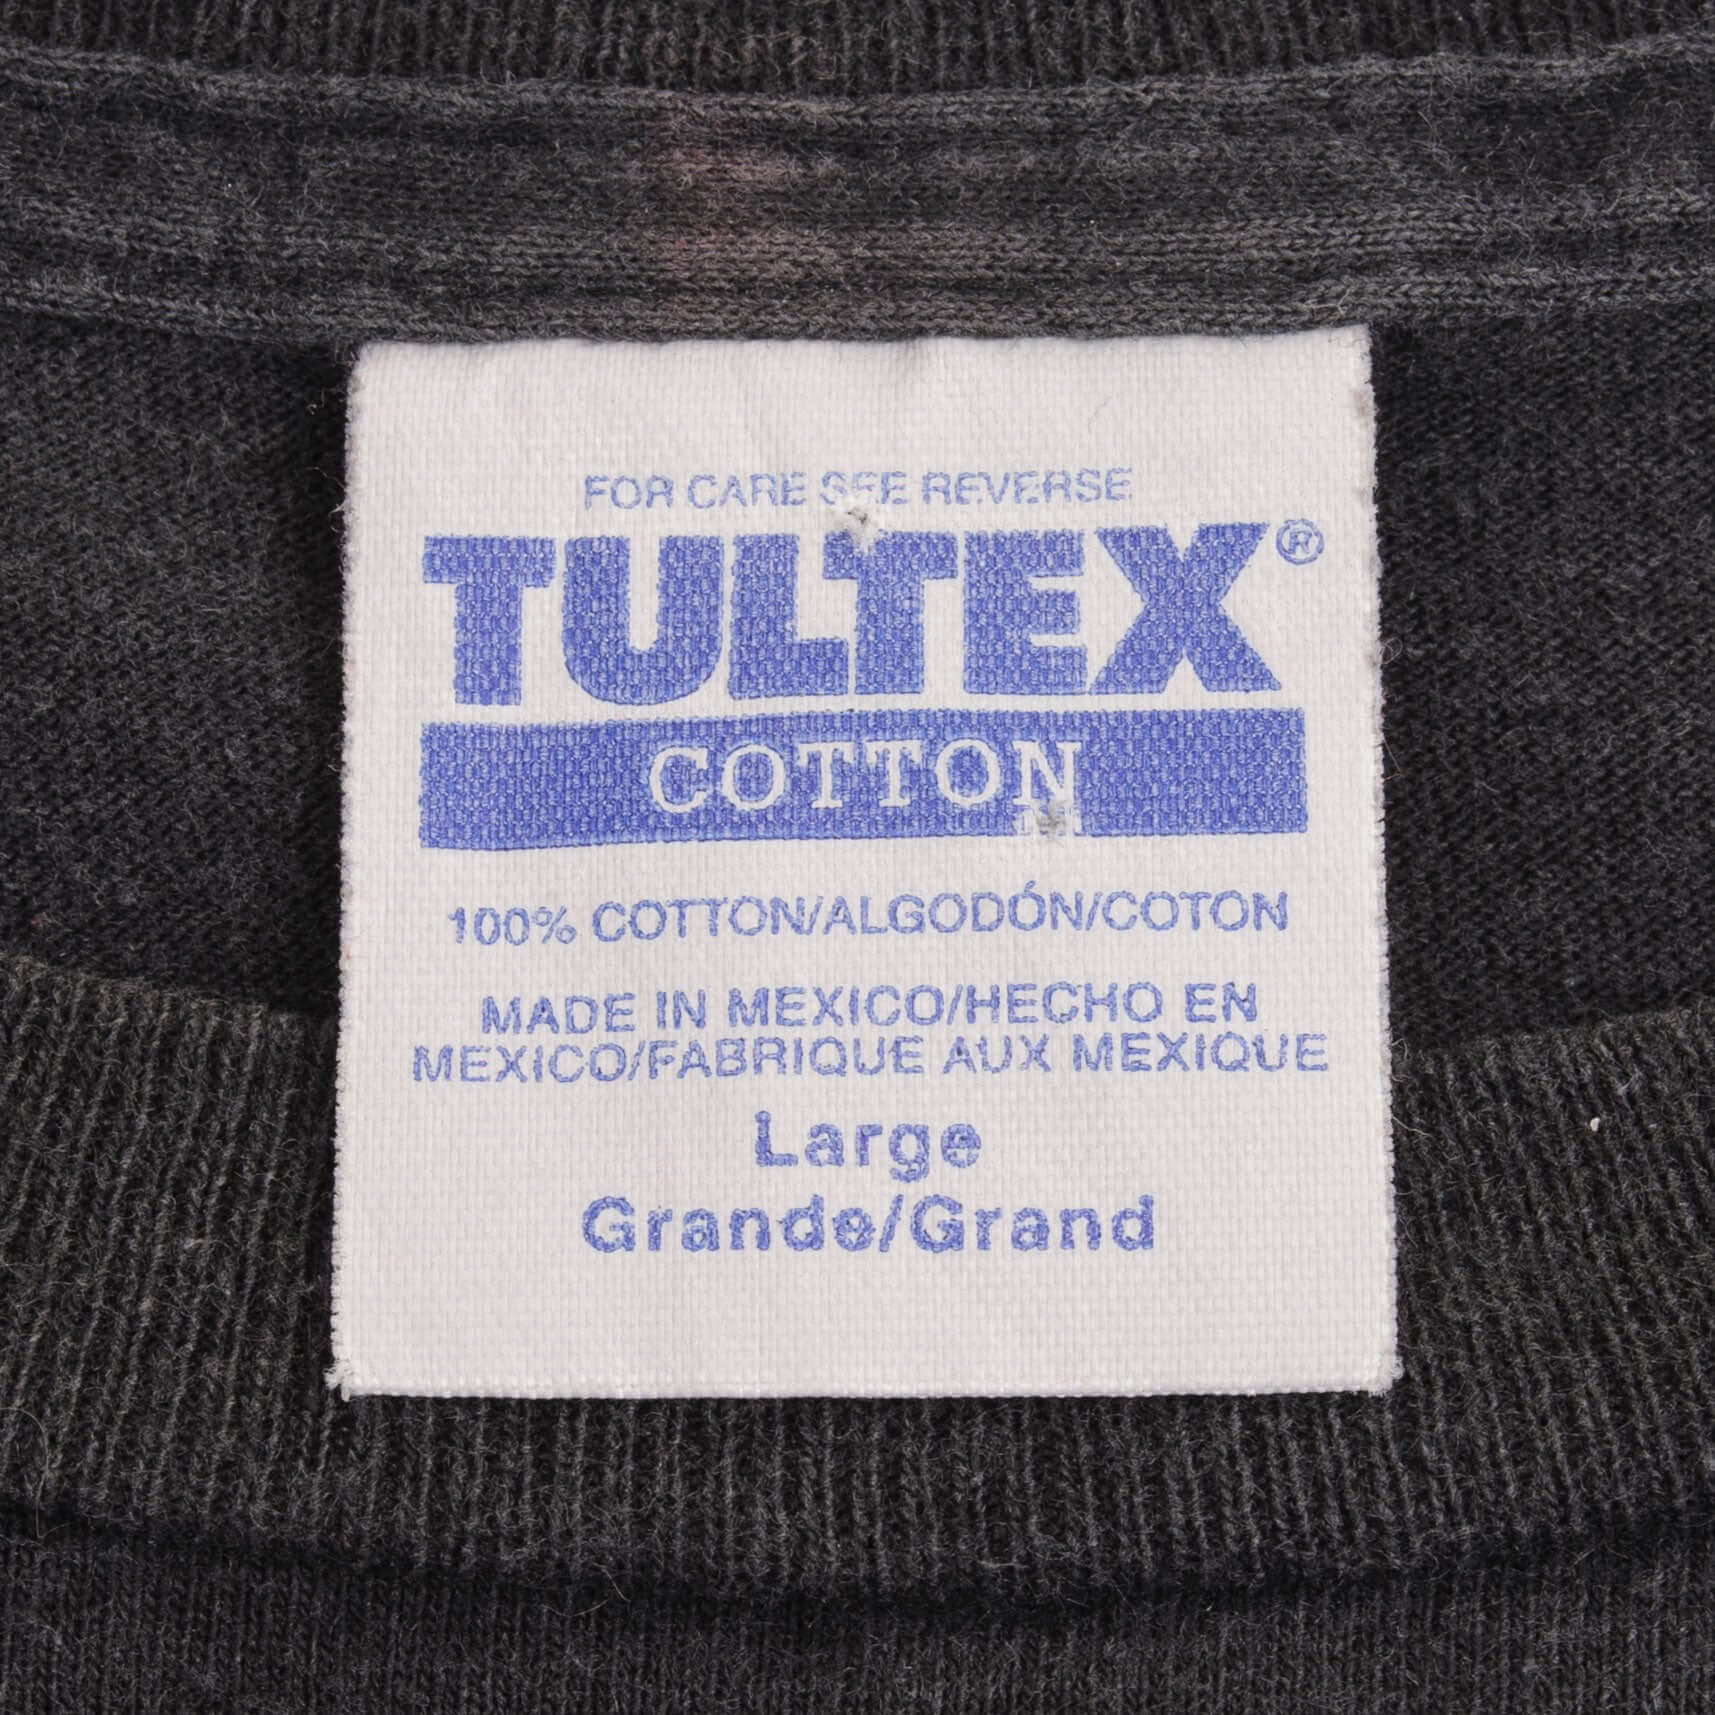 FOR CARE SEE REVERSE
TULTEX®
COTTON
100% COTTON/ALGODÓN/COTON
MADE IN MEXICO/HECHO EN
MEXICO/FABRIQUE AUX MEXIQUE
Large
Grande/Grand